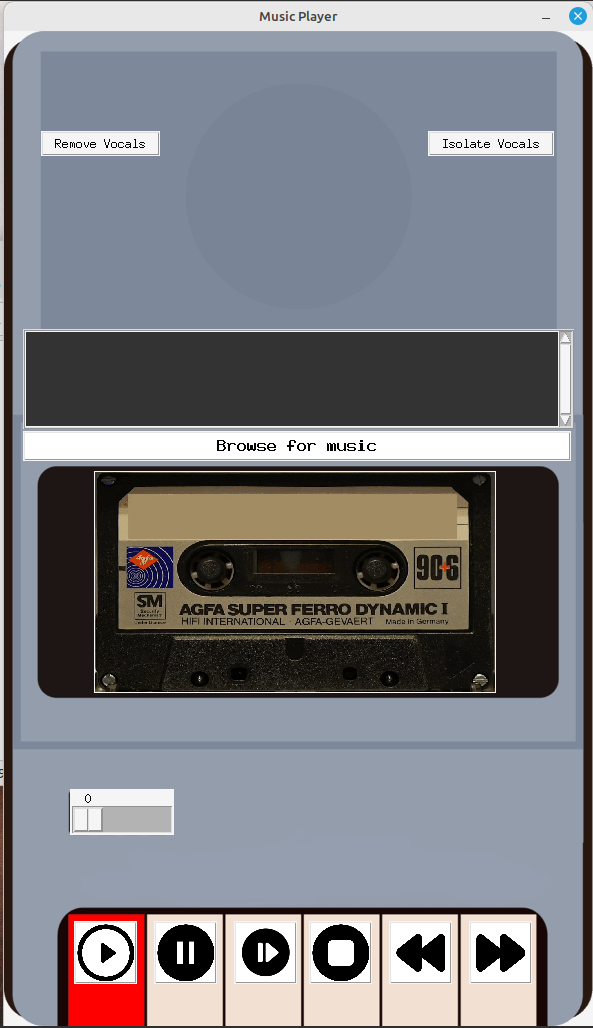 Music Player
Remove Vocals
Isolate Vocals
Browse for music
AGFA
90+6
SM
AGFA SUPER FERRO DYNAMIC I
HIFI INTERNATIONAL · AGFA-GEVAERT
Made in Germany
0